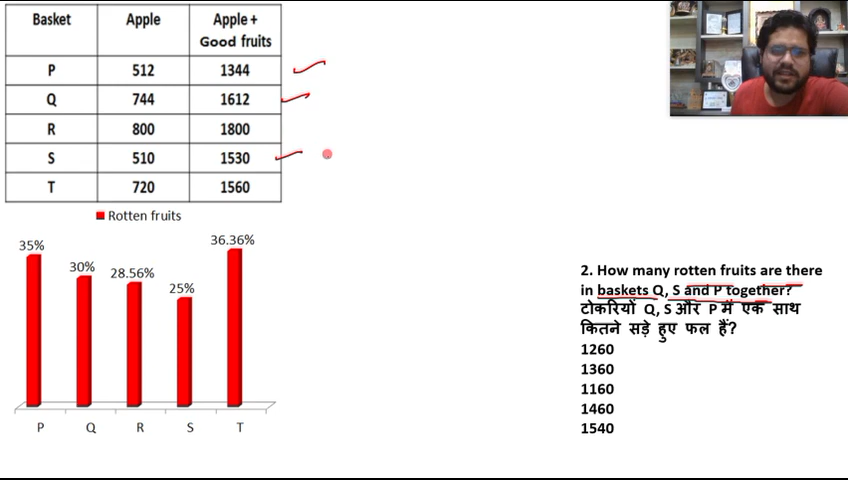 Basket Apple Apple +
Good fruits
P 512 1344
Q 744 1612
R 800 1800
S 510 1530
T 720 1560
Rotten fruits
35% 30% 28.56% 25% 36.36%
P Q R S T
2. How many rotten fruits are there
in baskets Q, S and P together?
टोकरियों Q, S और P में एक साथ
कितने सड़े हुए फल हैं?
1260
1360
1160
1460
1540